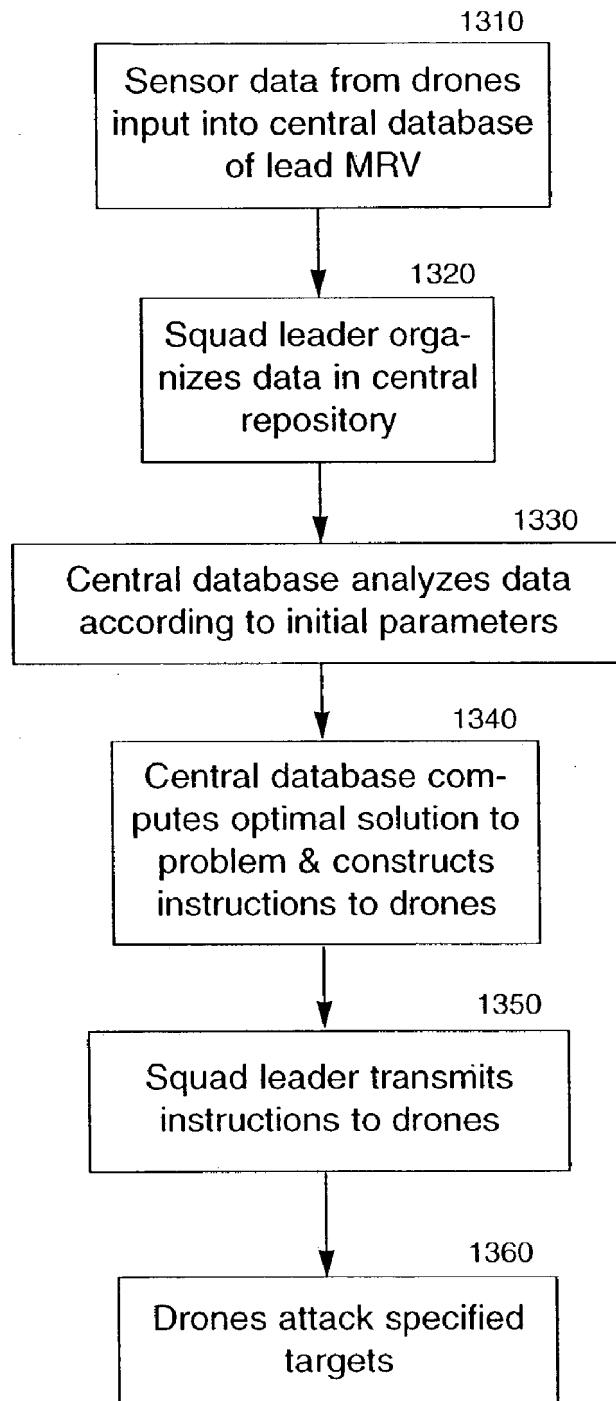 1310
Sensor data from drones
input into central database
of lead MRV
1320
Squad leader orga-
nizes data in central
repository
1330
Central database analyzes data
according to initial parameters
1340
Central database com-
putes optimal solution to
problem & constructs
instructions to drones
1350
Squad leader transmits
instructions to drones
1360
Drones attack specified
targets